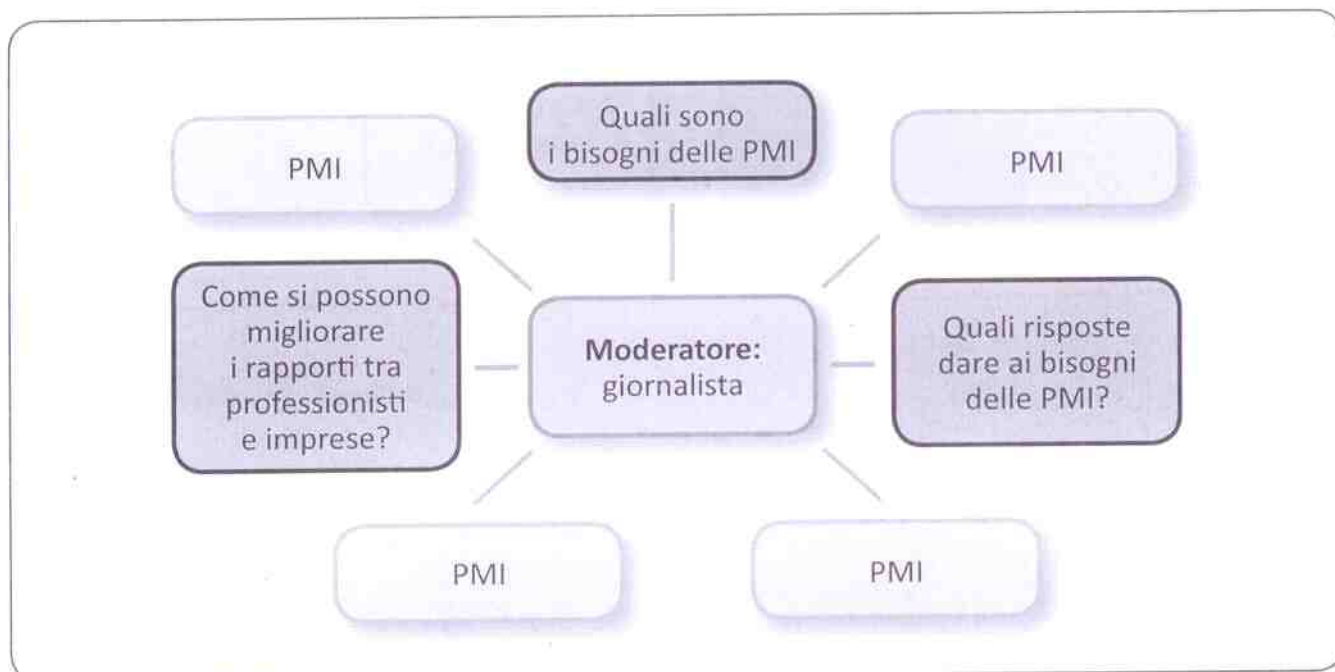 Quali sono
i bisogni delle PMI
PMI
PMI
Come si possono
migliorare
i rapporti tra
professionisti
e imprese?
Moderatore:
giornalista
Quali risposte
dare ai bisogni
delle PMI?
PMI
PMI